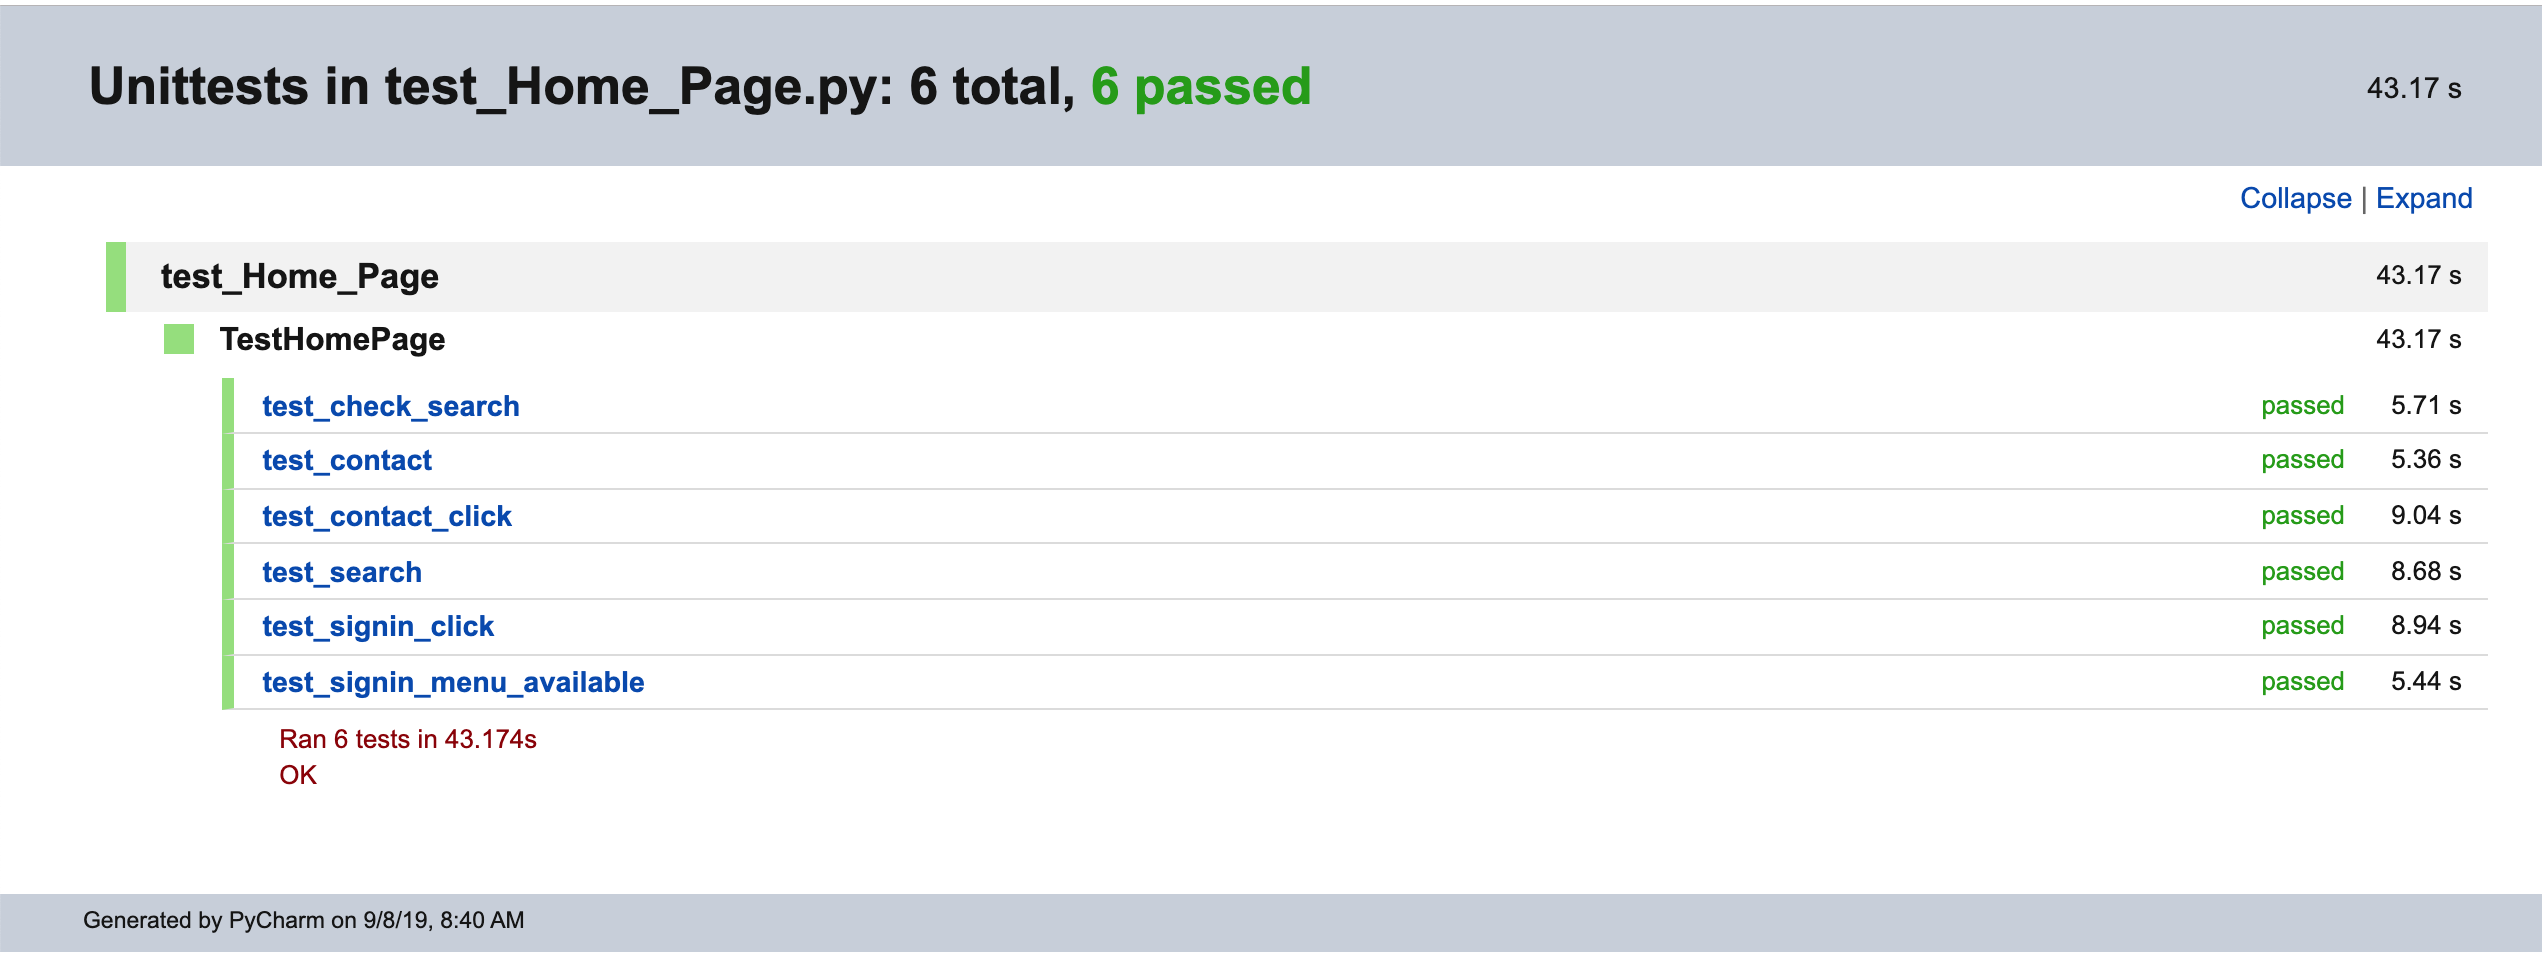 Unittests in test_Home_Page.py: 6 total, 6 passed 43.17 s
Collapse | Expand
test_Home_Page 43.17 s
TestHomePage 43.17 s
test_check_search passed 5.71 s
test_contact passed 5.36 s
test_contact_click passed 9.04 s
test_search passed 8.68 s
test_signin_click passed 8.94 s
test_signin_menu_available passed 5.44 s
Ran 6 tests in 43.174s
OK
Generated by PyCharm on 9/8/19, 8:40 AM